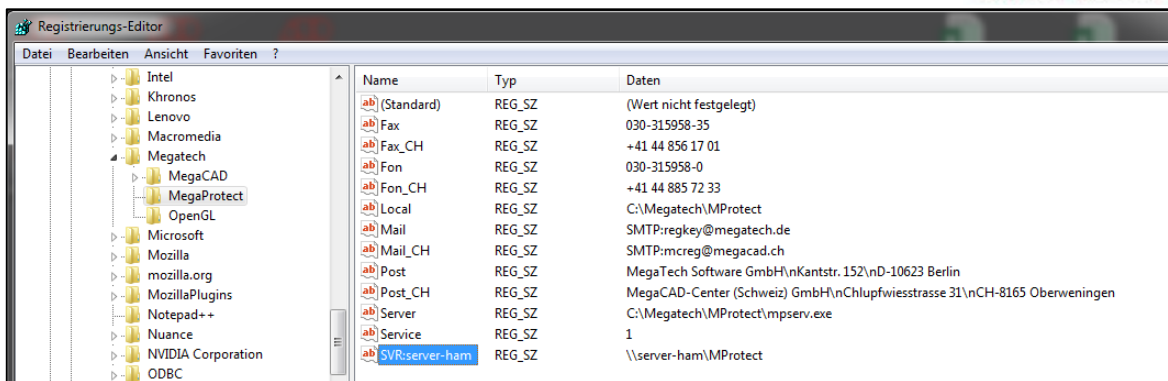 Registrierungs-Editor
Datei Bearbeiten Ansicht Favoriten ?
Intel
Khronos
Lenovo
Macromedia
Megatech
MegaCAD
MegaProtect
OpenGL
Microsoft
Mozilla
mozilla.org
MozillaPlugins
Notepad++
Nuance
NVIDIA Corporation
ODBC
Name Typ Daten
(Standard) REG_SZ (Wert nicht festgelegt)
Fax REG_SZ 030-315958-35
Fax_CH REG_SZ +41 44 856 17 01
Fon REG_SZ 030-315958-0
Fon_CH REG_SZ +41 44 885 72 33
Local REG_SZ C:\Megatech\MProtect
Mail REG_SZ SMTP:regkey@megatech.de
Mail_CH REG_SZ SMTP:mcreg@megacad.ch
Post REG_SZ MegaTech Software GmbH\nKantstr. 152\nD-10623 Berlin
Post_CH REG_SZ MegaCAD-Center (Schweiz) GmbH\nChlupfwiesstrasse 31\nCH-8165 Oberweningen
Server REG_SZ C:\Megatech\MProtect\mpserv.exe
Service REG_SZ 1
SVR:server-ham REG_SZ \\server-ham\MProtect